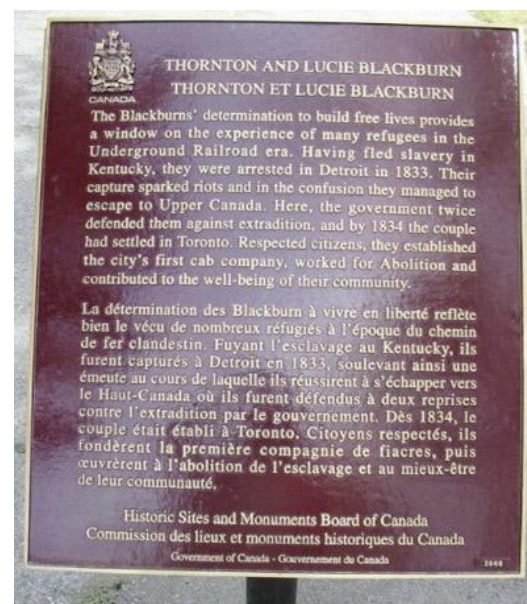 CANADA
THORNTON AND LUCIE BLACKBURN
THORNTON ET LUCIE BLACKBURN
The Blackburns' determination to build free lives provides
a window on the experience of many refugees in the
Underground Railroad era. Having fled slavery in
Kentucky, they were arrested in Detroit in 1833. Their
capture sparked riots and in the confusion they managed to
escape to Upper Canada. Here, the government twice
defended them against extradition, and by 1834 the couple
had settled in Toronto. Respected citizens, they established
the city's first cab company, worked for Abolition and
contributed to the well-being of their community.
La détermination des Blackburn à vivre en liberté reflète
bien le vécu de nombreux réfugiés à l'époque du chemin
de fer clandestin. Fuyant l'esclavage au Kentucky, ils
furent capturés à Detroit en 1833, soulevant ainsi une
émeute au cours de laquelle ils réussirent à s'échapper vers
le Haut-Canada où ils furent défendus à deux reprises
contre l'extradition par le gouvernement. Dès 1834, le
couple était établi à Toronto. Citoyens respectés, ils
fondèrent la première compagnie de fiacres, puis
œuvrèrent à l'abolition de l'esclavage et au mieux-être
de leur communauté.
Historic Sites and Monuments Board of Canada
Commission des lieux et monuments historiques du Canada
Government of Canada - Gouvernement du Canada